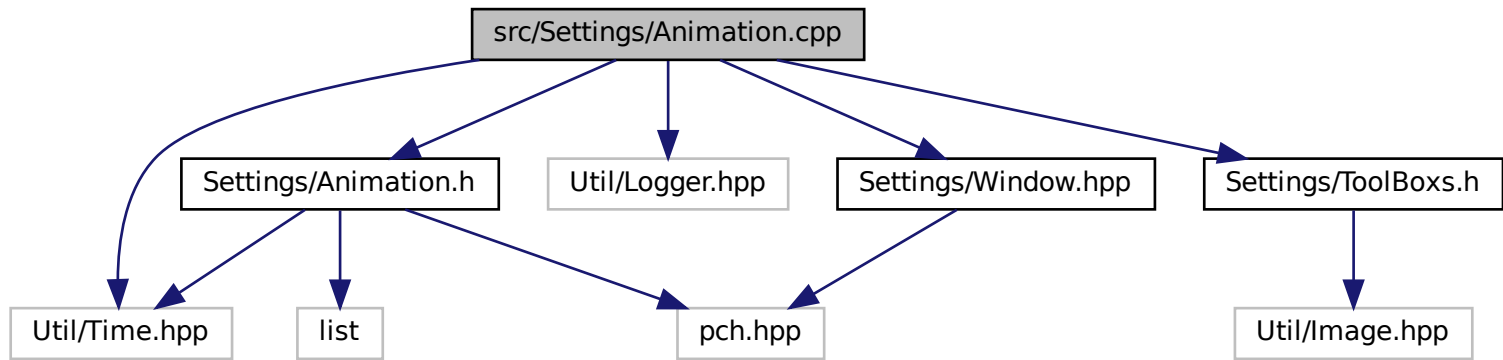 src/Settings/Animation.cpp
Settings/Animation.h
Util/Logger.hpp
Settings/Window.hpp
Settings/ToolBoxs.h
Util/Time.hpp
list
pch.hpp
Util/Image.hpp